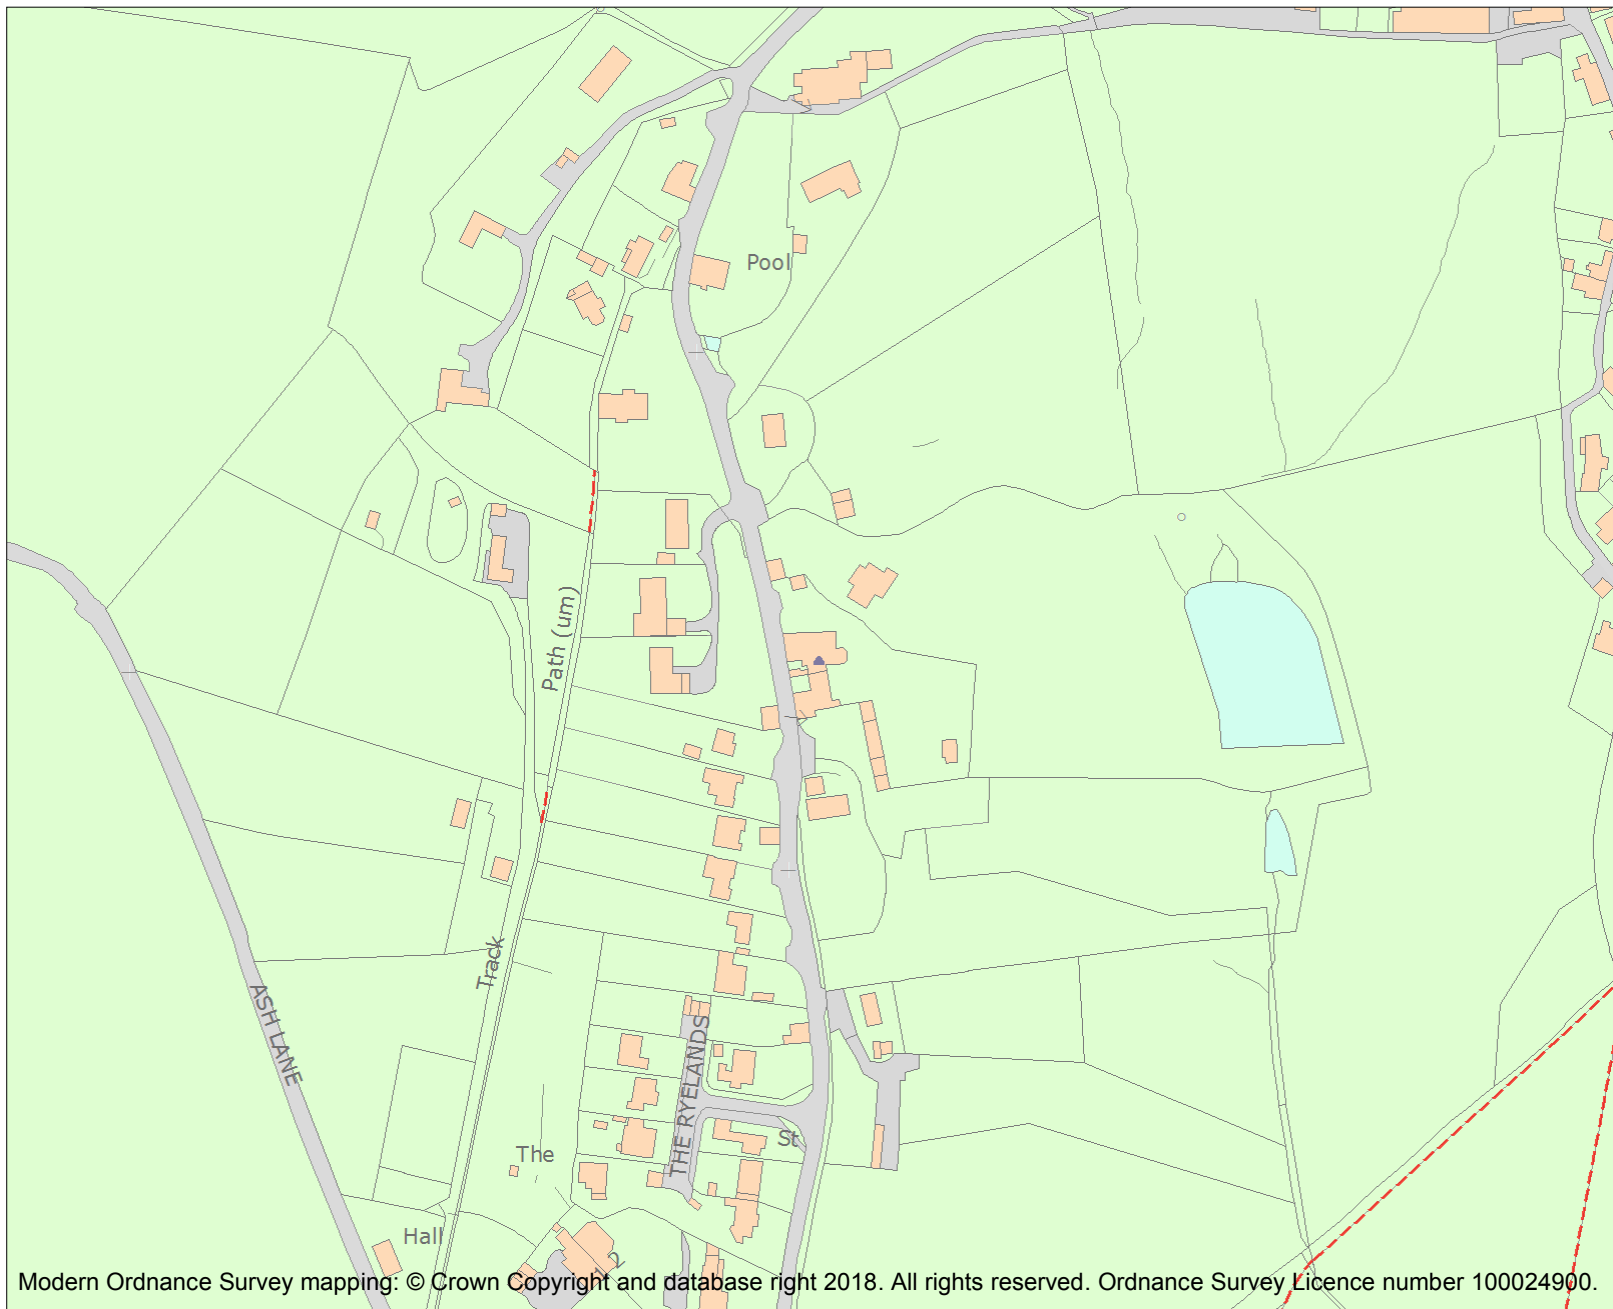 Pool
Path (um)
Track
ASH LANE
THE RYELANDS
St
The
Hall
2
Modern Ordnance Survey mapping: © Crown Copyright and database right 2018. All rights reserved. Ordnance Survey Licence number 100024900.